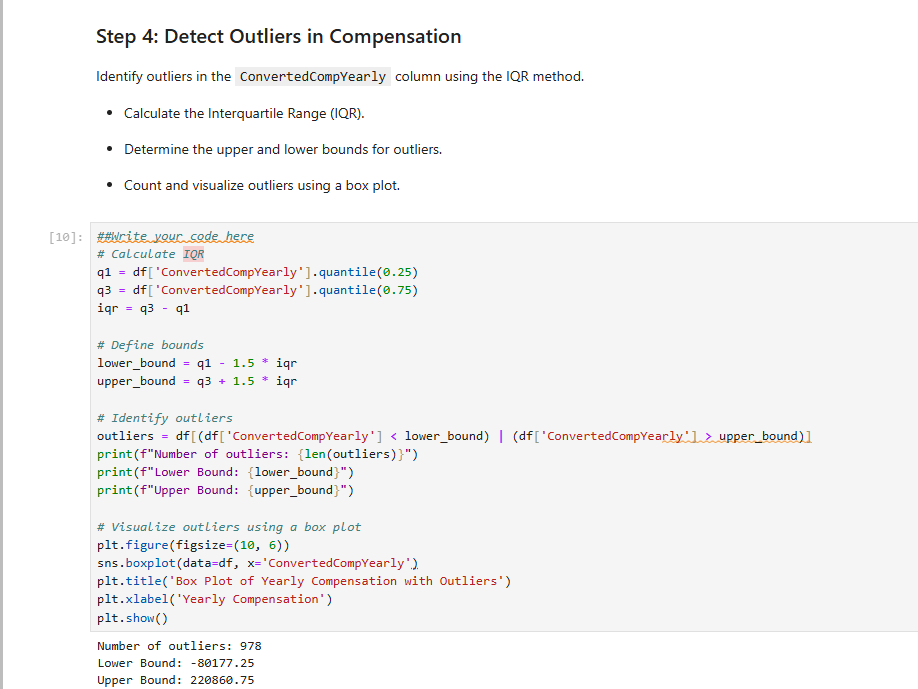 Step 4: Detect Outliers in Compensation
Identify outliers in the ConvertedCompYearly column using the IQR method.
• Calculate the Interquartile Range (IQR).
• Determine the upper and lower bounds for outliers.
• Count and visualize outliers using a box plot.
[10]: ##Write your code here
# Calculate IQR
q1 = df['ConvertedCompYearly'].quantile(0.25)
q3 = df['ConvertedCompYearly'].quantile(0.75)
iqr = q3 - q1
# Define bounds
lower_bound = q1 - 1.5 * iqr
upper_bound = q3 + 1.5 * iqr
# Identify outliers
outliers = df[(df['ConvertedCompYearly'] < lower_bound) | (df['ConvertedCompYearly'] > upper_bound)]
print(f"Number of outliers: {len(outliers)}")
print(f"Lower Bound: {lower_bound}")
print(f"Upper Bound: {upper_bound}")
# Visualize outliers using a box plot
plt.figure(figsize=(10, 6))
sns.boxplot(data=df, x='ConvertedCompYearly')
plt.title('Box Plot of Yearly Compensation with Outliers')
plt.xlabel('Yearly Compensation')
plt.show()
Number of outliers: 978
Lower Bound: -80177.25
Upper Bound: 220860.75